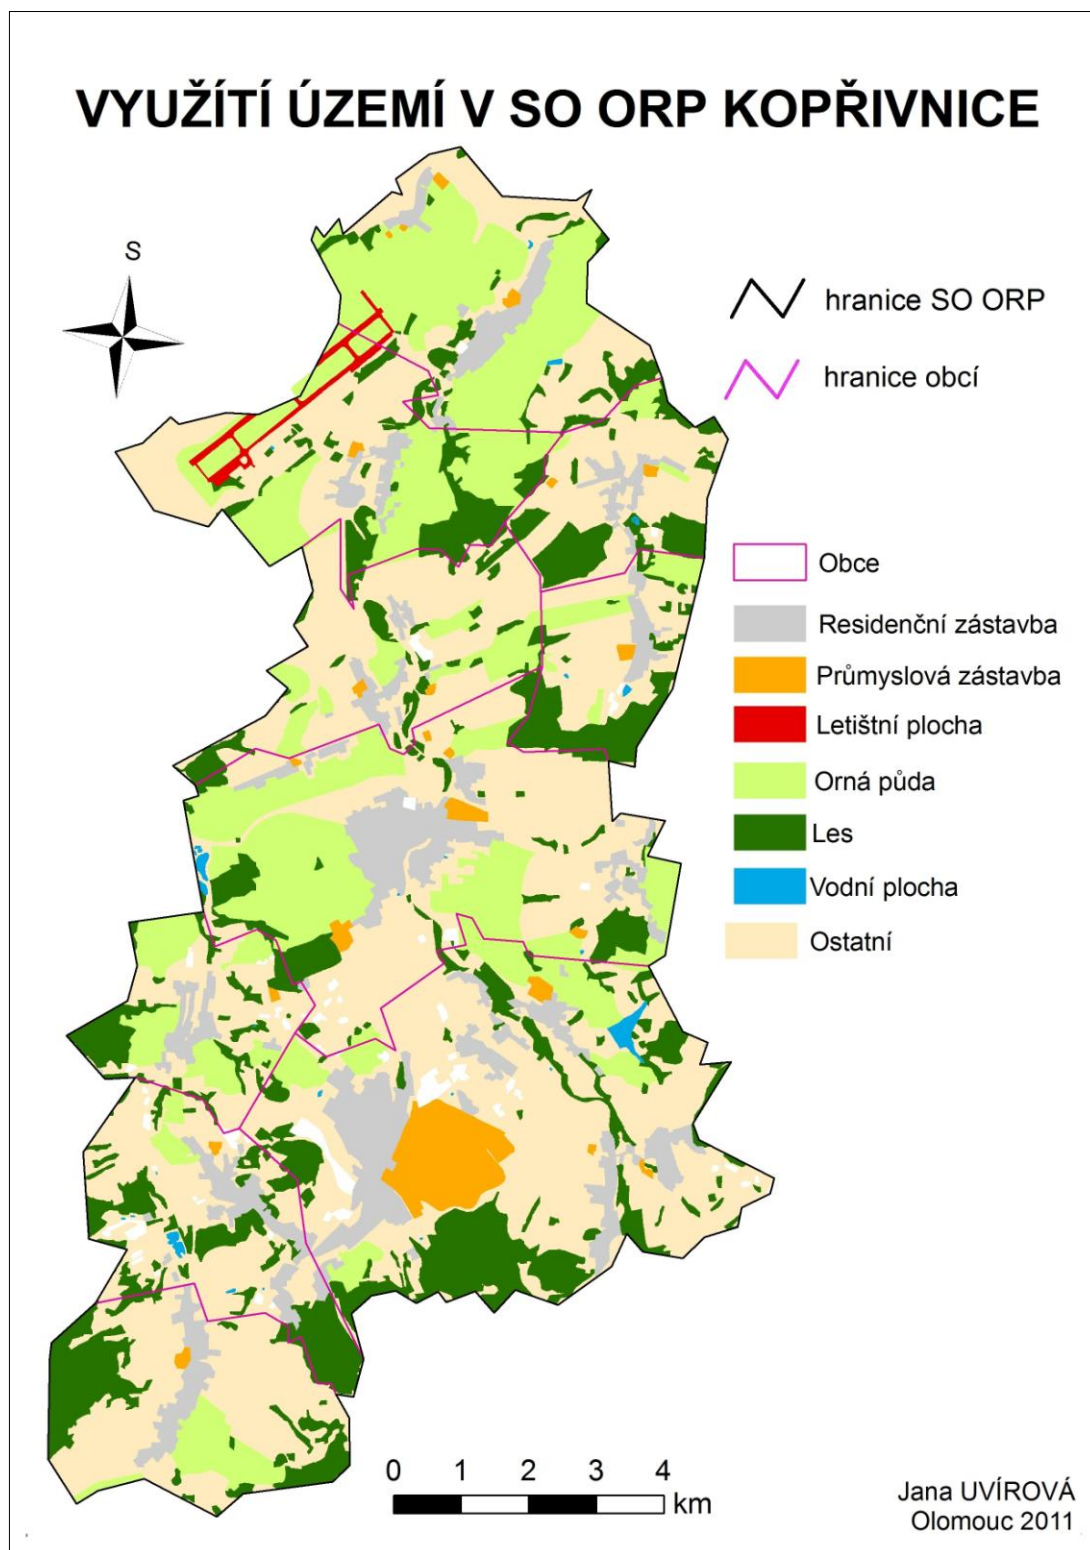 VYUŽÍTÍ ÚZEMÍ V SO ORP KOPŘIVNICE
S
hranice SO ORP
hranice obcí
Obce
Residenční zástavba
Průmyslová zástavba
Letištní plocha
Orná půda
Les
Vodní plocha
Ostatní
0 1 2 3 4
km
Jana UVÍROVÁ
Olomouc 2011